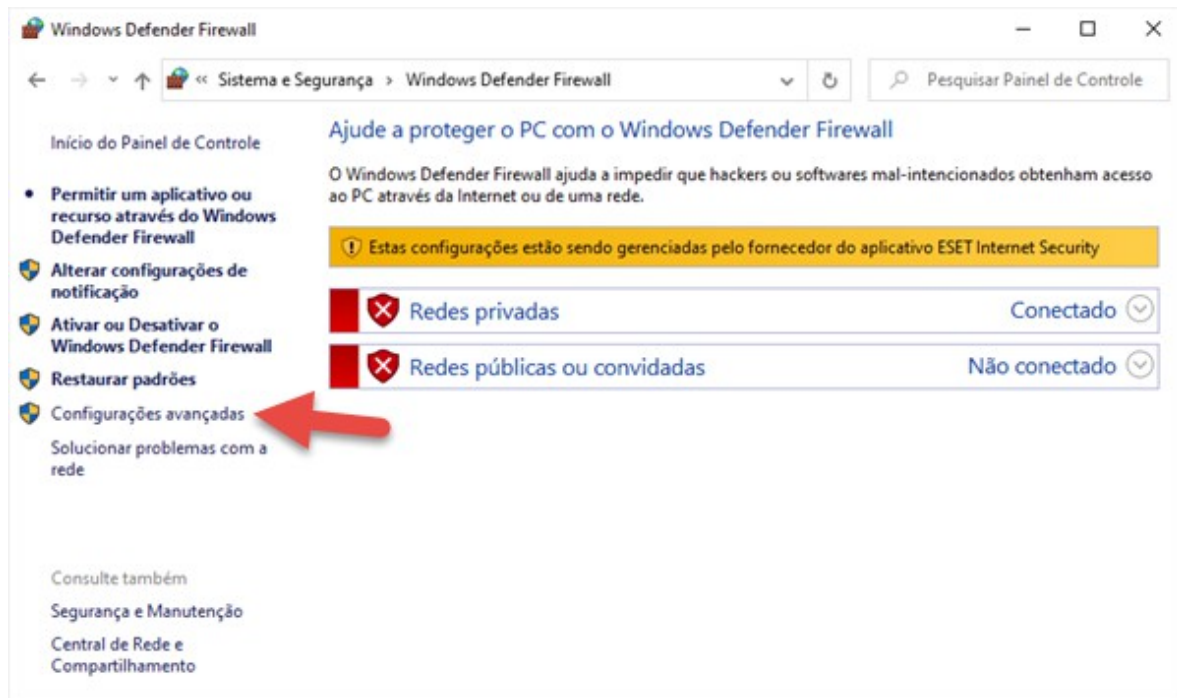 Windows Defender Firewall
« Sistema e Segurança › Windows Defender Firewall
Pesquisar Painel de Controle
Início do Painel de Controle
Permitir um aplicativo ou
recurso através do Windows
Defender Firewall
Alterar configurações de
notificação
Ativar ou Desativar o
Windows Defender Firewall
Restaurar padrões
Configurações avançadas
Solucionar problemas com a
rede
Consulte também
Segurança e Manutenção
Central de Rede e
Compartilhamento
Ajude a proteger o PC com o Windows Defender Firewall
O Windows Defender Firewall ajuda a impedir que hackers ou softwares mal-intencionados obtenham acesso
ao PC através da Internet ou de uma rede.
Estas configurações estão sendo gerenciadas pelo fornecedor do aplicativo ESET Internet Security
Redes privadas Conectado
Redes públicas ou convidadas Não conectado